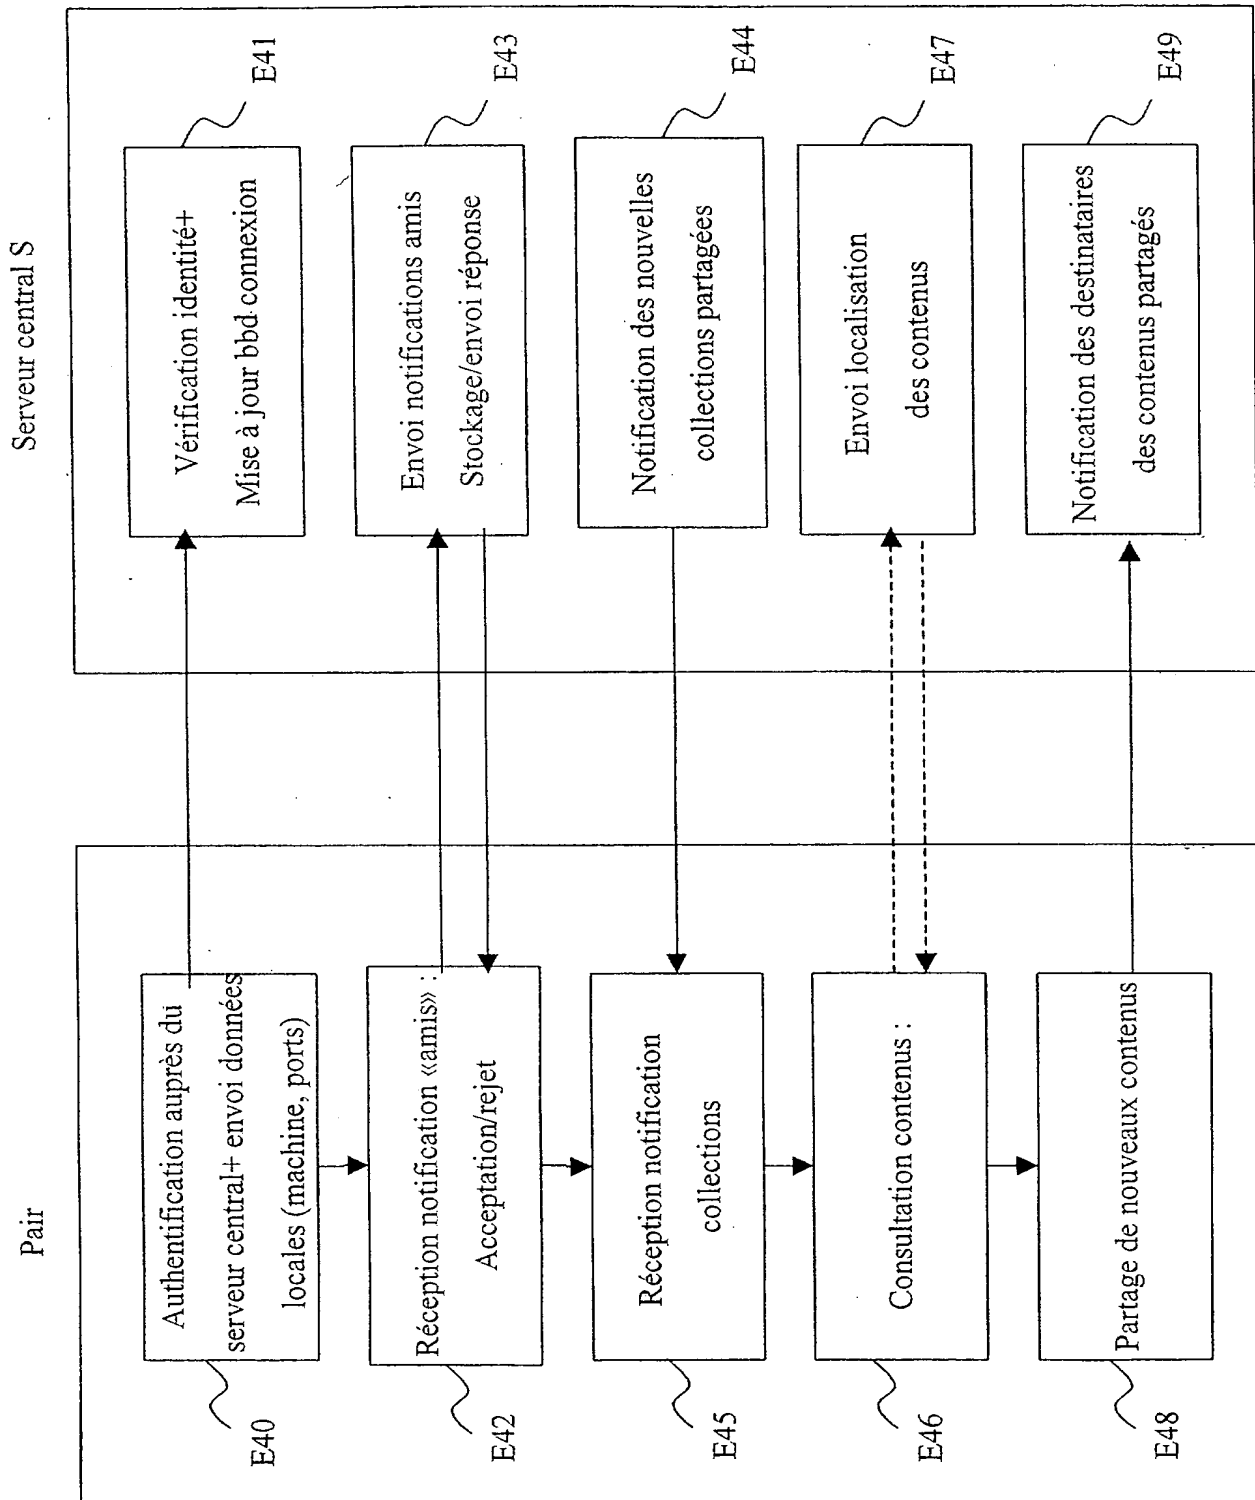 Pair
Serveur central S
E40
Authentification auprès du
serveur central+ envoi données
locales (machine, ports)
Vérification identité+
Mise à jour bbd connexion
E41
E42
Réception notification «amis» :
Acceptation/rejet
Envoi notifications amis
Stockage/envoi réponse
E43
E45
Réception notification
collections
Notification des nouvelles
collections partagées
E44
E46
Consultation contenus :
Envoi localisation
des contenus
E47
E48
Partage de nouveaux contenus
Notification des destinataires
des contenus partagés
E49